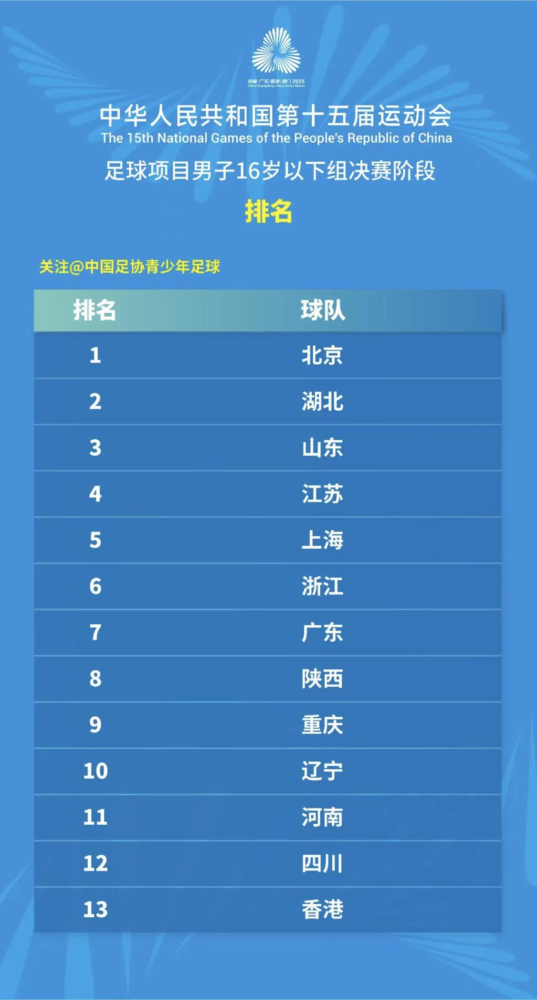 中国·广东|香港|澳门 2025
China·Guangdong | Hong Kong | Macao
中华人民共和国第十五届运动会
The 15th National Games of the People's Republic of China
足球项目男子16岁以下组决赛阶段
排名
关注@中国足协青少年足球
排名 球队
1 北京
2 湖北
3 山东
4 江苏
5 上海
6 浙江
7 广东
8 陕西
9 重庆
10 辽宁
11 河南
12 四川
13 香港